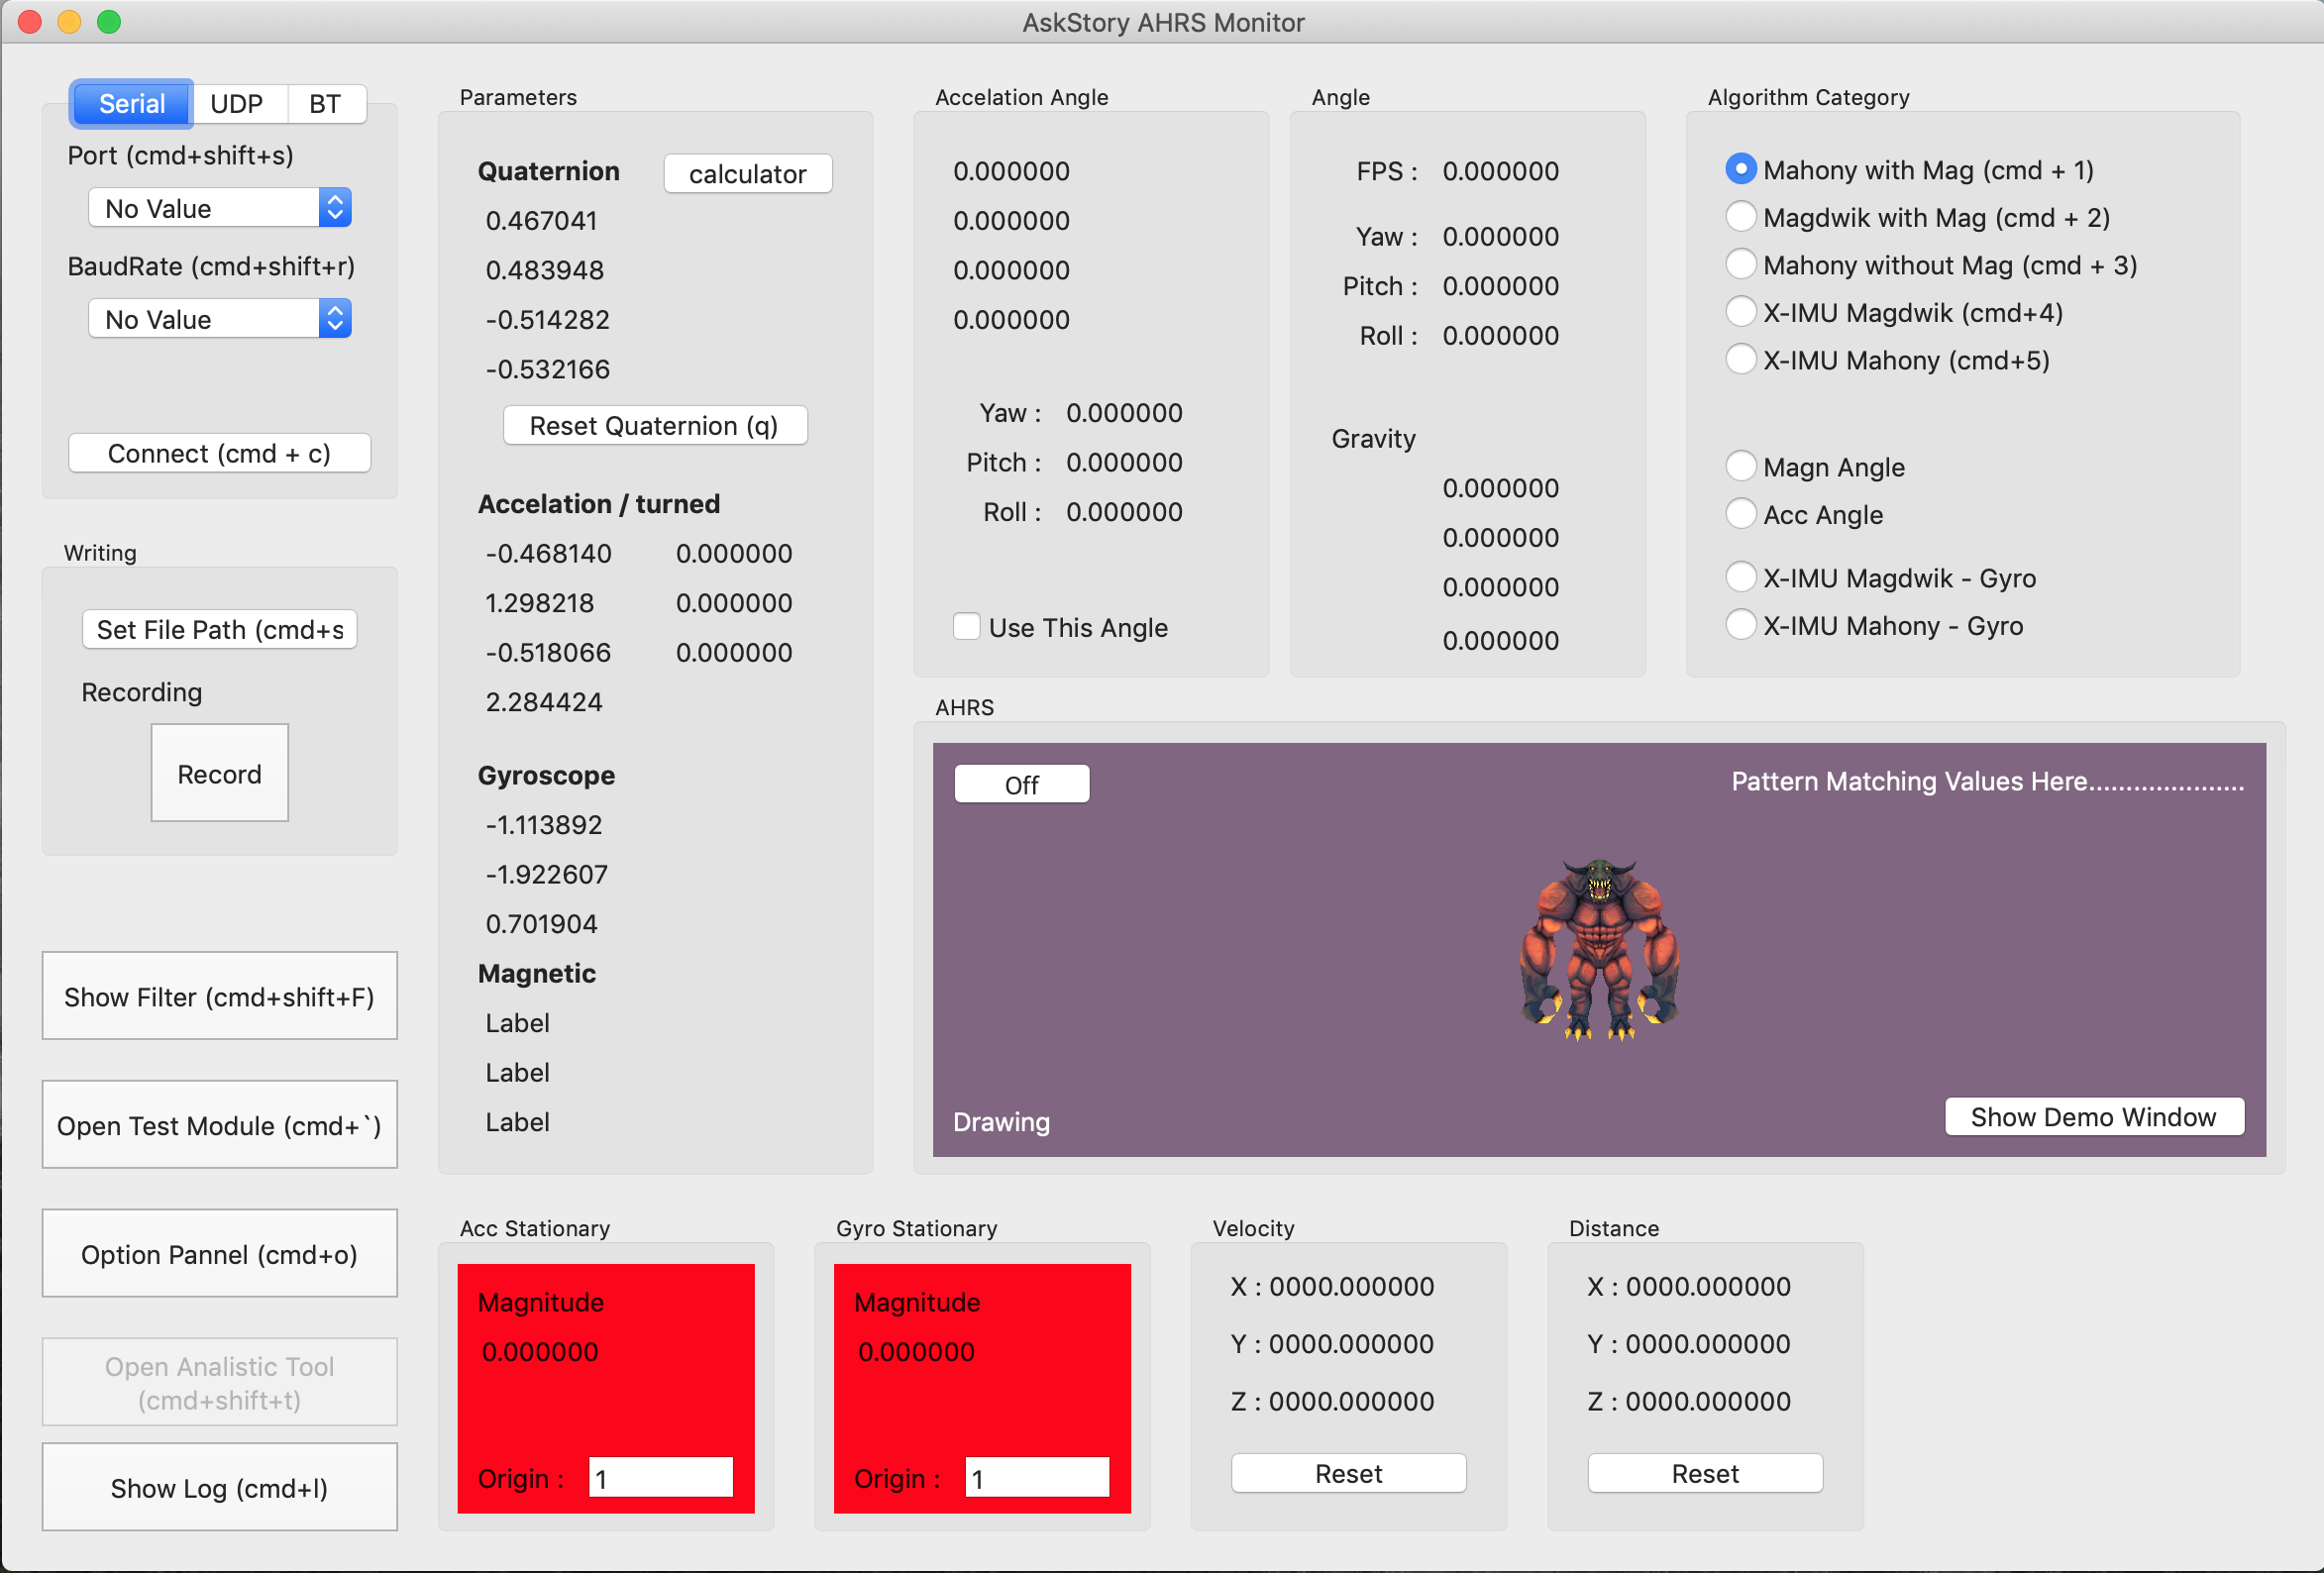 AskStory AHRS Monitor
Serial UDP BT
Port (cmd+shift+s)
No Value
BaudRate (cmd+shift+r)
No Value
Connect (cmd + c)
Writing
Set File Path (cmd+s
Recording
Record
Show Filter (cmd+shift+F)
Open Test Module (cmd+`)
Option Pannel (cmd+o)
Open Analistic Tool
(cmd+shift+t)
Show Log (cmd+l)
Parameters
Quaternion calculator
0.467041
0.483948
-0.514282
-0.532166
Reset Quaternion (q)
Accelation / turned
-0.468140 0.000000
1.298218 0.000000
-0.518066 0.000000
2.284424
Gyroscope
-1.113892
-1.922607
0.701904
Magnetic
Label
Label
Label
Accelation Angle
0.000000
0.000000
0.000000
0.000000
Yaw : 0.000000
Pitch : 0.000000
Roll : 0.000000
Use This Angle
Angle
FPS : 0.000000
Yaw : 0.000000
Pitch : 0.000000
Roll : 0.000000
Gravity
0.000000
0.000000
0.000000
0.000000
Algorithm Category
Mahony with Mag (cmd + 1)
Magdwik with Mag (cmd + 2)
Mahony without Mag (cmd + 3)
X-IMU Magdwik (cmd+4)
X-IMU Mahony (cmd+5)
Magn Angle
Acc Angle
X-IMU Magdwik - Gyro
X-IMU Mahony - Gyro
AHRS
Off
Pattern Matching Values Here.....................
Drawing
Show Demo Window
Acc Stationary
Magnitude
0.000000
Origin : 1
Gyro Stationary
Magnitude
0.000000
Origin : 1
Velocity
X : 0000.000000
Y : 0000.000000
Z : 0000.000000
Reset
Distance
X : 0000.000000
Y : 0000.000000
Z : 0000.000000
Reset